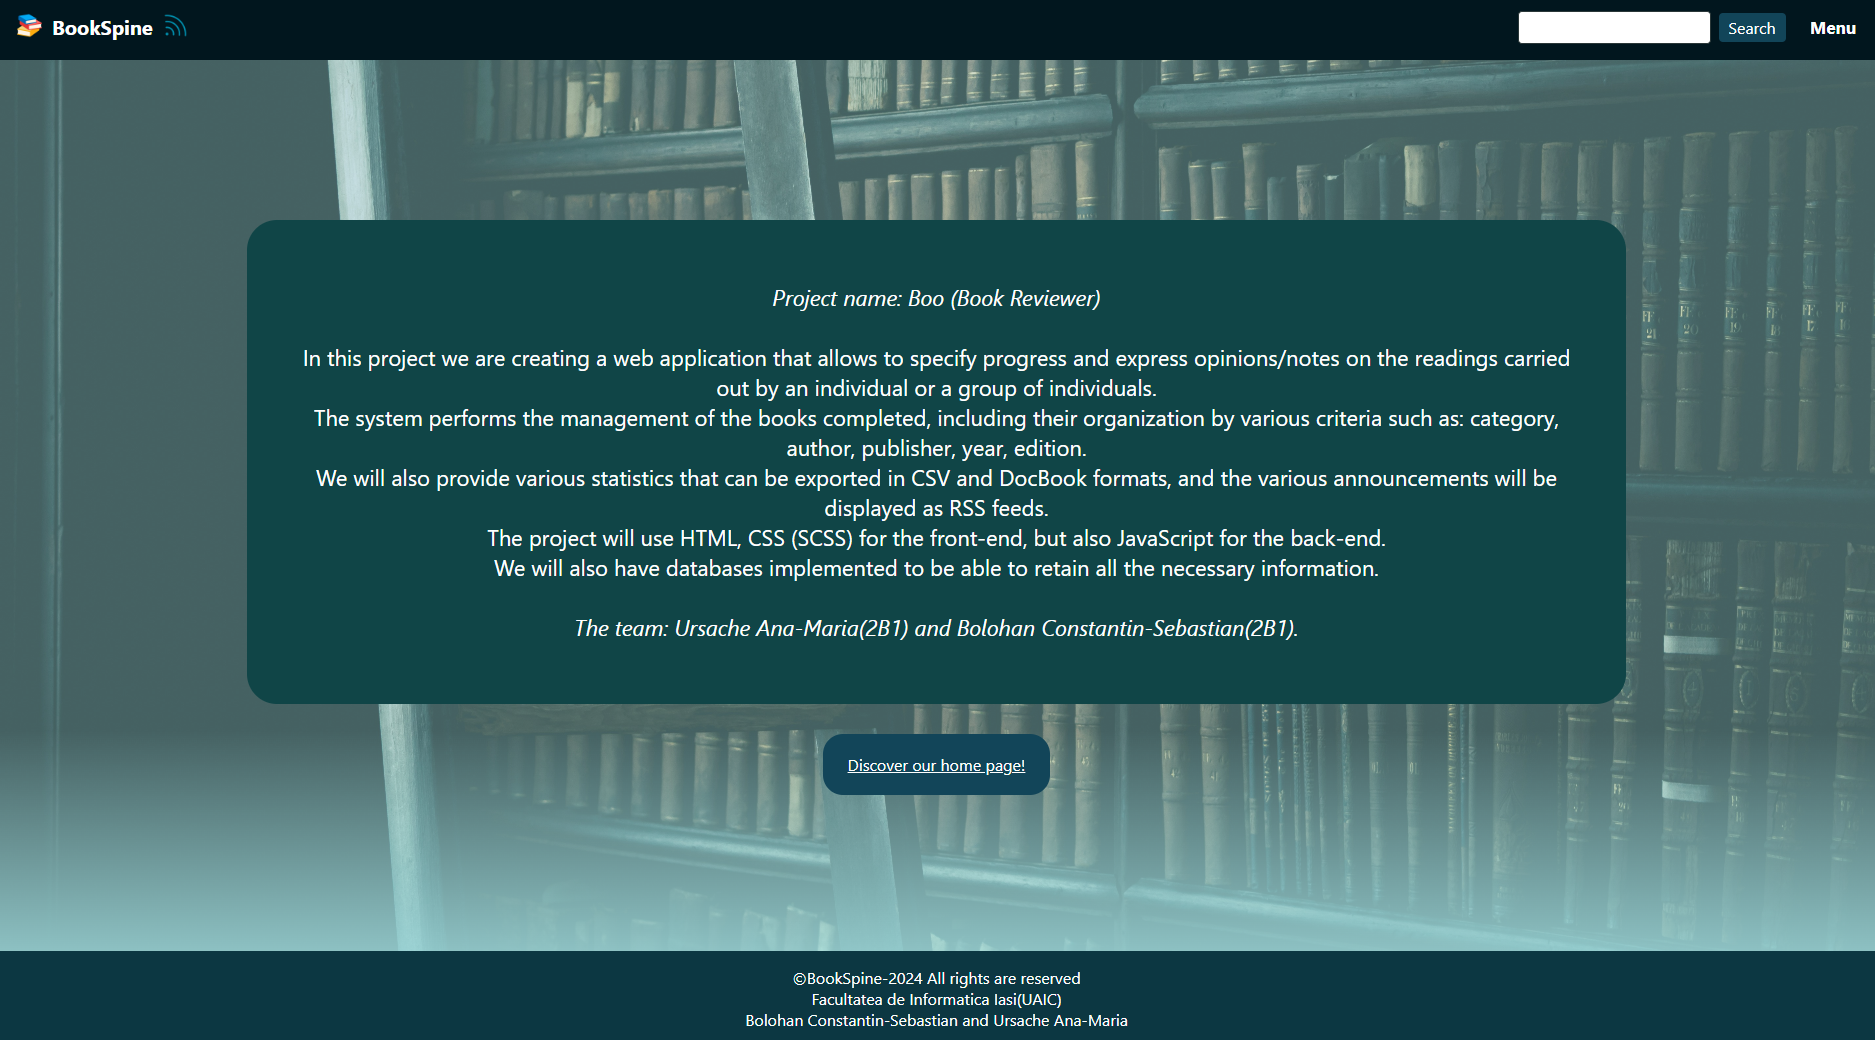 BookSpine
Search
Menu
Project name: Boo (Book Reviewer)
In this project we are creating a web application that allows to specify progress and express opinions/notes on the readings carried
out by an individual or a group of individuals.
The system performs the management of the books completed, including their organization by various criteria such as: category,
author, publisher, year, edition.
We will also provide various statistics that can be exported in CSV and DocBook formats, and the various announcements will be
displayed as RSS feeds.
The project will use HTML, CSS (SCSS) for the front-end, but also JavaScript for the back-end.
We will also have databases implemented to be able to retain all the necessary information.
The team: Ursache Ana-Maria(2B1) and Bolohan Constantin-Sebastian(2B1).
Discover our home page!
©BookSpine-2024 All rights are reserved
Facultatea de Informatica Iasi(UAIC)
Bolohan Constantin-Sebastian and Ursache Ana-Maria